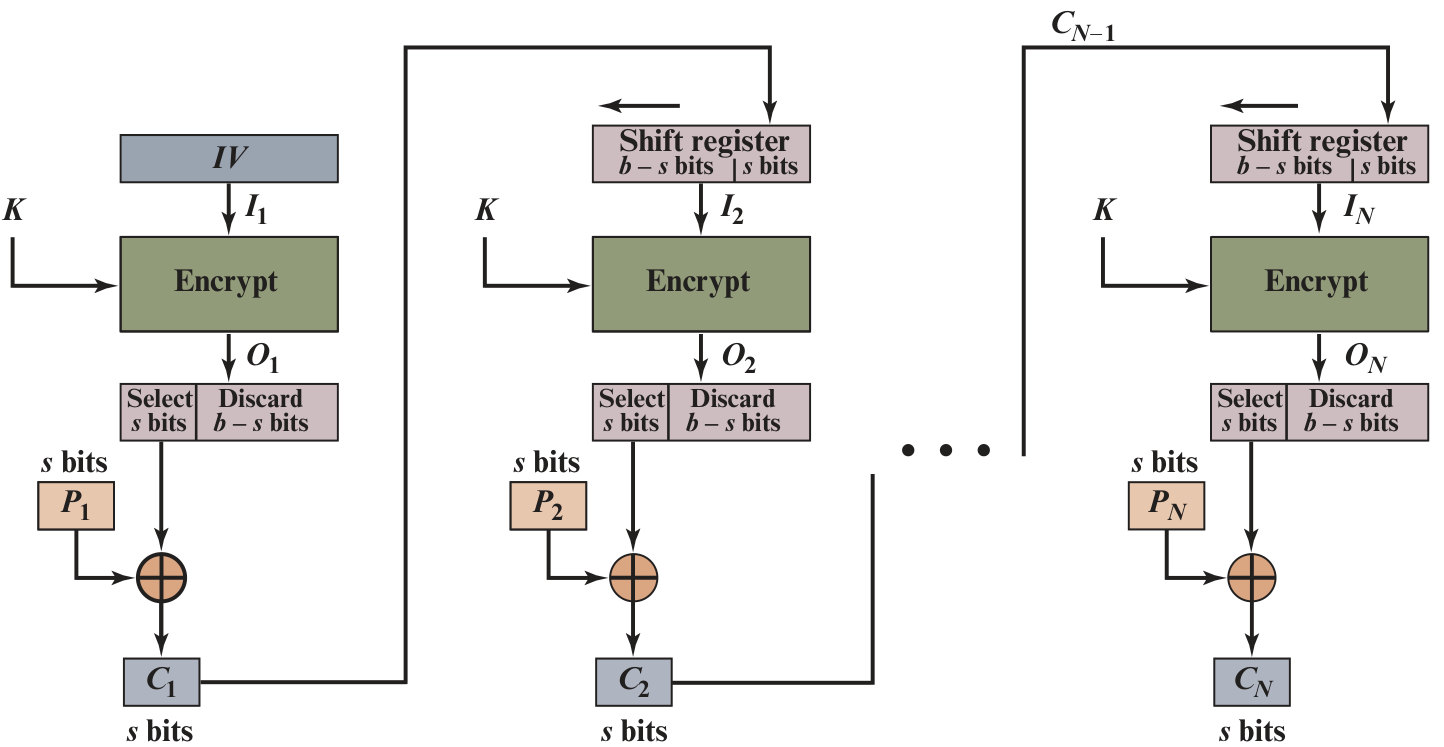 C_{N–1}
IV
K
I_1
Encrypt
O_1
Select
s bits
Discard
b – s bits
s bits
P_1
C_1
s bits
Shift register
b – s bits | s bits
K
I_2
Encrypt
O_2
Select
s bits
Discard
b – s bits
s bits
P_2
C_2
s bits
• • •
Shift register
b – s bits | s bits
K
I_N
Encrypt
O_N
Select
s bits
Discard
b – s bits
s bits
P_N
C_N
s bits